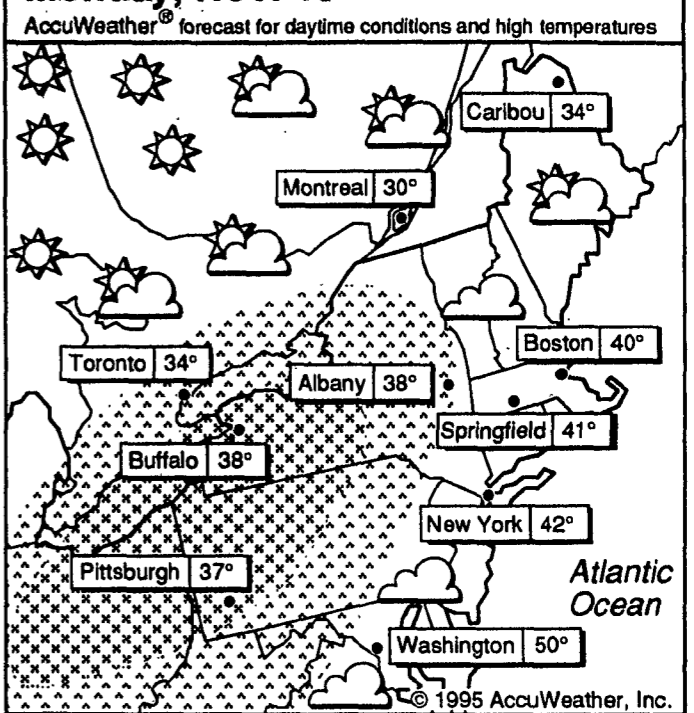 AccuWeather® forecast for daytime conditions and high temperatures
Caribou 34°
Montreal 30°
Boston 40°
Toronto 34°
Albany 38°
Springfield 41°
Buffalo 38°
New York 42°
Pittsburgh 37°
Atlantic
Ocean
Washington 50°
© 1995 AccuWeather, Inc.